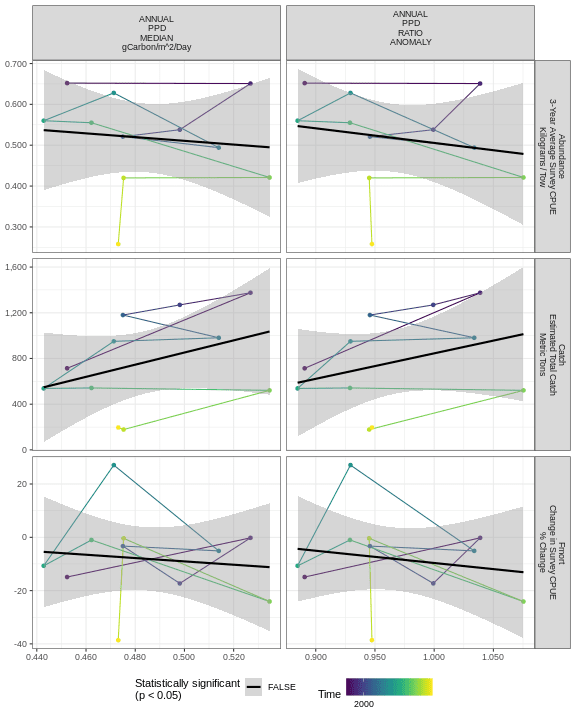 ANNUAL
PPD
MEDIAN
gCarbon/m^2/Day
ANNUAL
PPD
RATIO
ANOMALY
0.700
0.600
0.500
0.400
0.300
Abundance
3-Year Average Survey CPUE
Kilograms / Tow
1,600
1,200
800
400
0
Catch
Estimated Total Catch
Metric Tons
20
0
-20
-40
Fmort
Change in Survey CPUE
% Change
0.440
0.460
0.480
0.500
0.520
0.900
0.950
1.000
1.050
Statistically significant
(p < 0.05)
FALSE
Time
2000